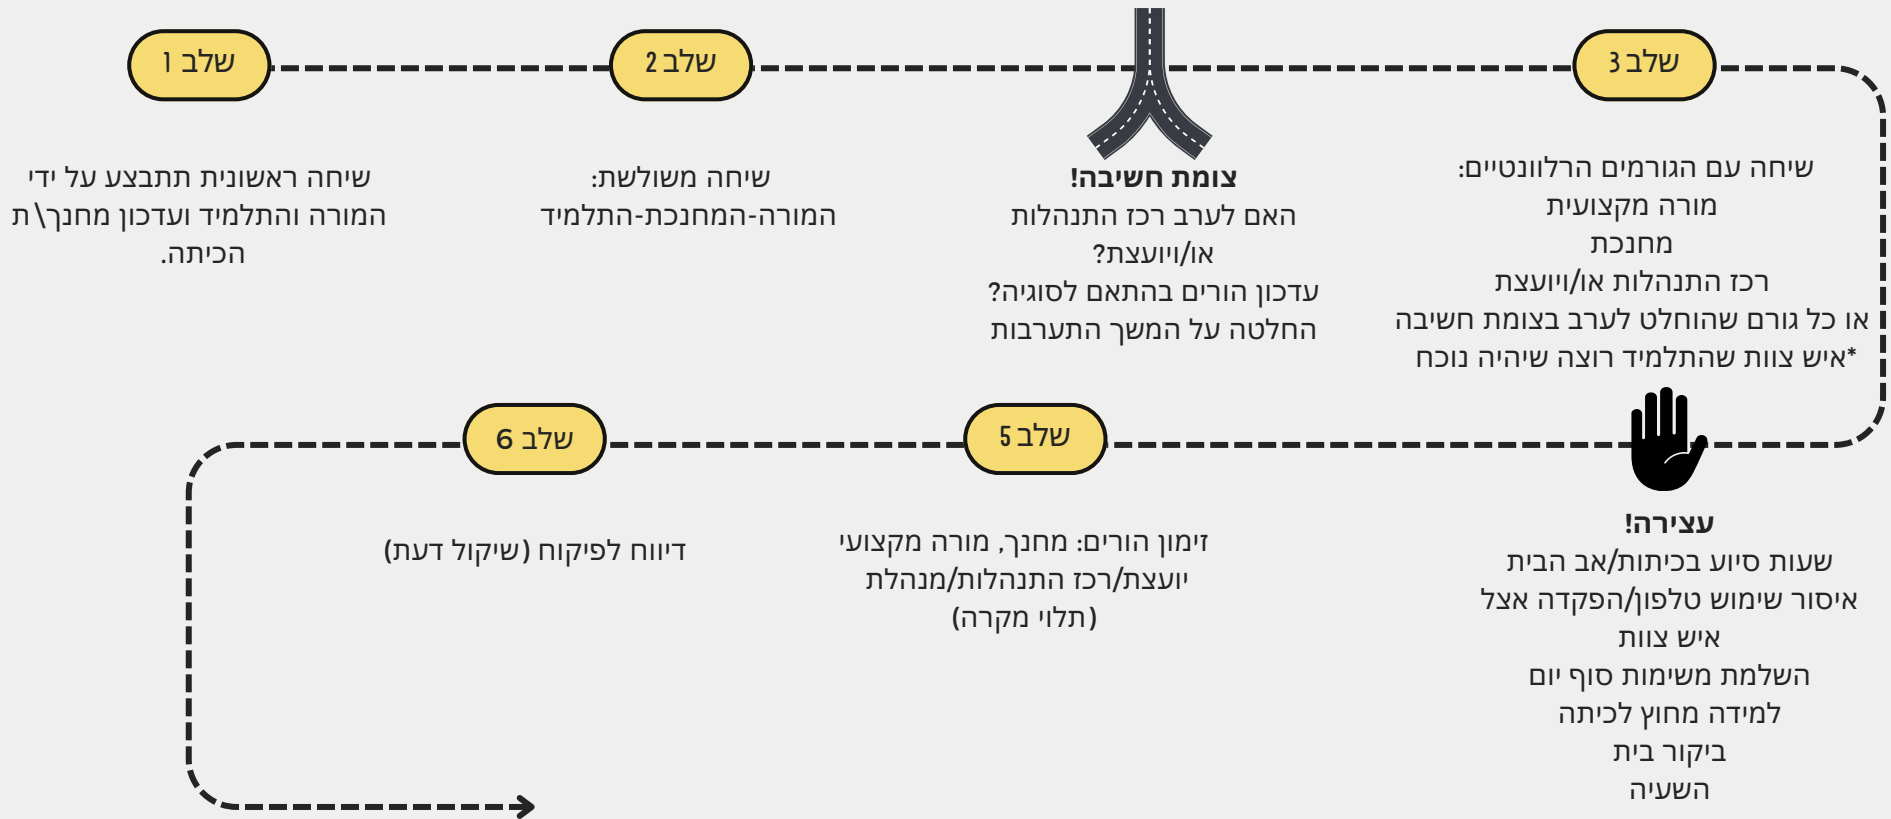 שלב 1
שיחה ראשונית תתבצע על ידי
המורה והתלמיד ועדכון מחנך\ת
הכיתה.
שלב 2
שיחה משולשת:
המורה-המחנכת-התלמיד
צומת חשיבה!
האם לערב רכז התנהלות
או/ויועצת?
עדכון הורים בהתאם לסוגיה?
החלטה על המשך התערבות
שלב 3
שיחה עם הגורמים הרלוונטיים:
מורה מקצועית
מחנכת
רכז התנהלות או/ויועצת
או כל גורם שהוחלט לערב בצומת חשיבה
*איש צוות שהתלמיד רוצה שיהיה נוכח
עצירה!
שעות סיוע בכיתות/אב הבית
איסור שימוש טלפון/הפקדה אצל
איש צוות
השלמת משימות סוף יום
למידה מחוץ לכיתה
ביקור בית
השעיה
שלב 5
זימון הורים: מחנך, מורה מקצועי
יועצת/רכז התנהלות/מנהלת
(תלוי מקרה)
שלב 6
דיווח לפיקוח (שיקול דעת)